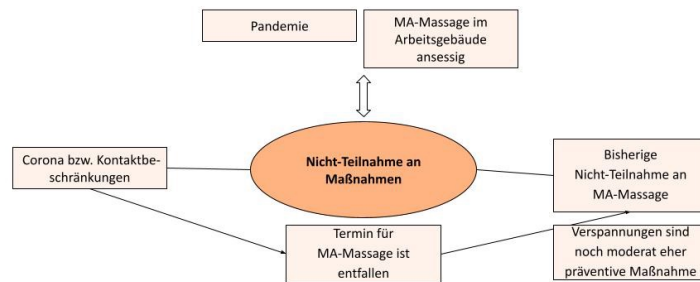 Pandemie
MA-Massage im
Arbeitsgebäude
ansessig
Nicht-Teilnahme an
Maßnahmen
Corona bzw. Kontaktbe-
schränkungen
Bisherige
Nicht-Teilnahme an
MA-Massage
Termin für
MA-Massage ist
entfallen
Verspannungen sind
noch moderat eher
präventive Maßnahme